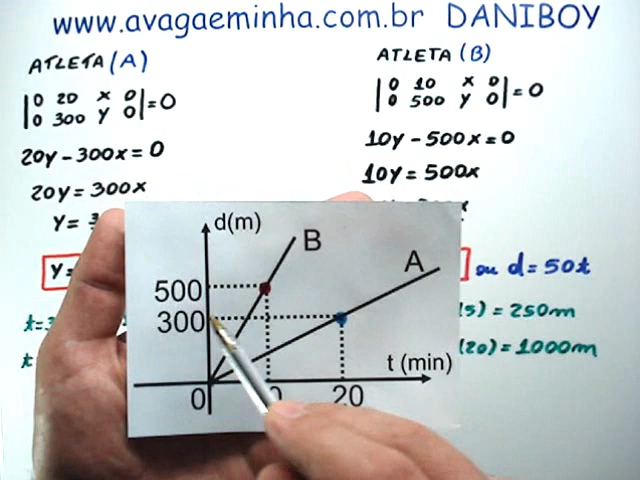 www.avagaeminha.com.br DANIBOY
ATLETA (A)
|0 20 x 0|
|0 300 y 0| = 0
20y - 300x = 0
20y = 300x
y =
y =
t =
t
ATLETA (B)
|0 10 x 0|
|0 500 y 0| = 0
10y - 500x = 0
10y = 500x
ou d = 50t
(5) = 250m
(20) = 1000m
d(m)
B
A
500
300
t (min)
0
20